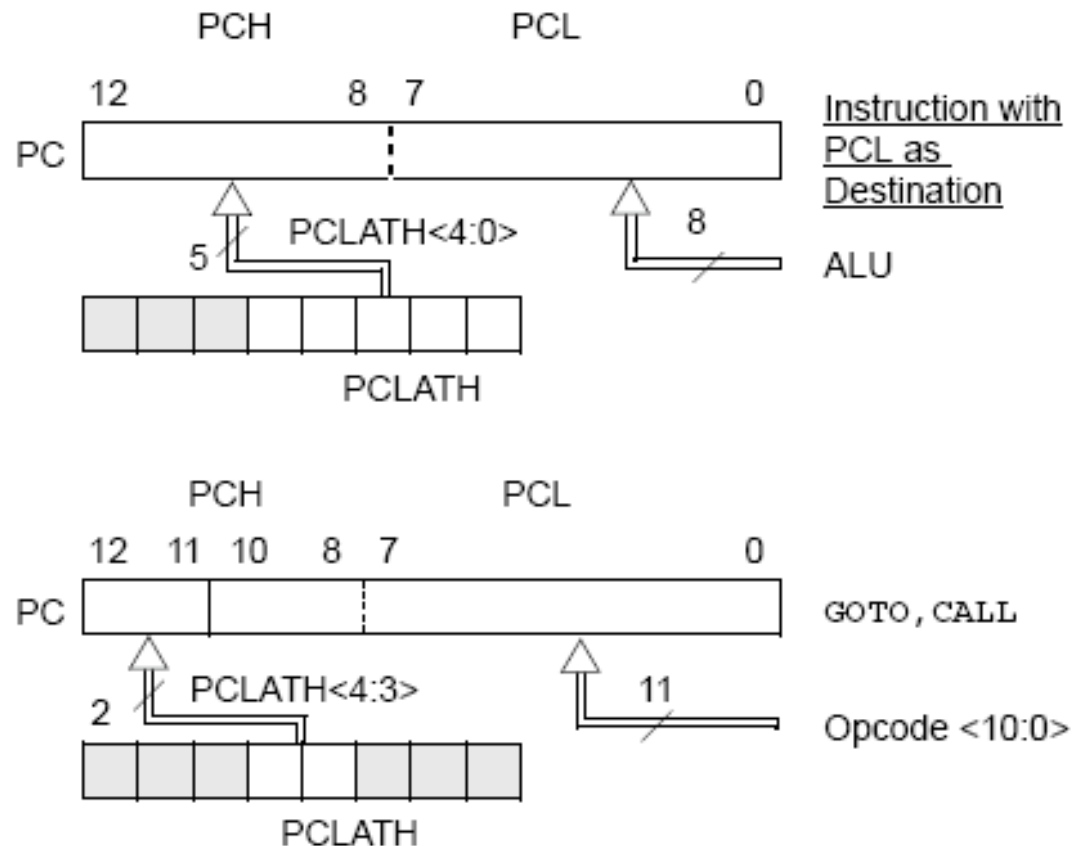 PCH PCL
12 8 7 0
Instruction with
PC PCL as
Destination
PCLATH<4:0> 8
5 ALU
PCLATH
PCH PCL
12 11 10 8 7 0
PC GOTO, CALL
PCLATH<4:3> 11
2 Opcode <10:0>
PCLATH